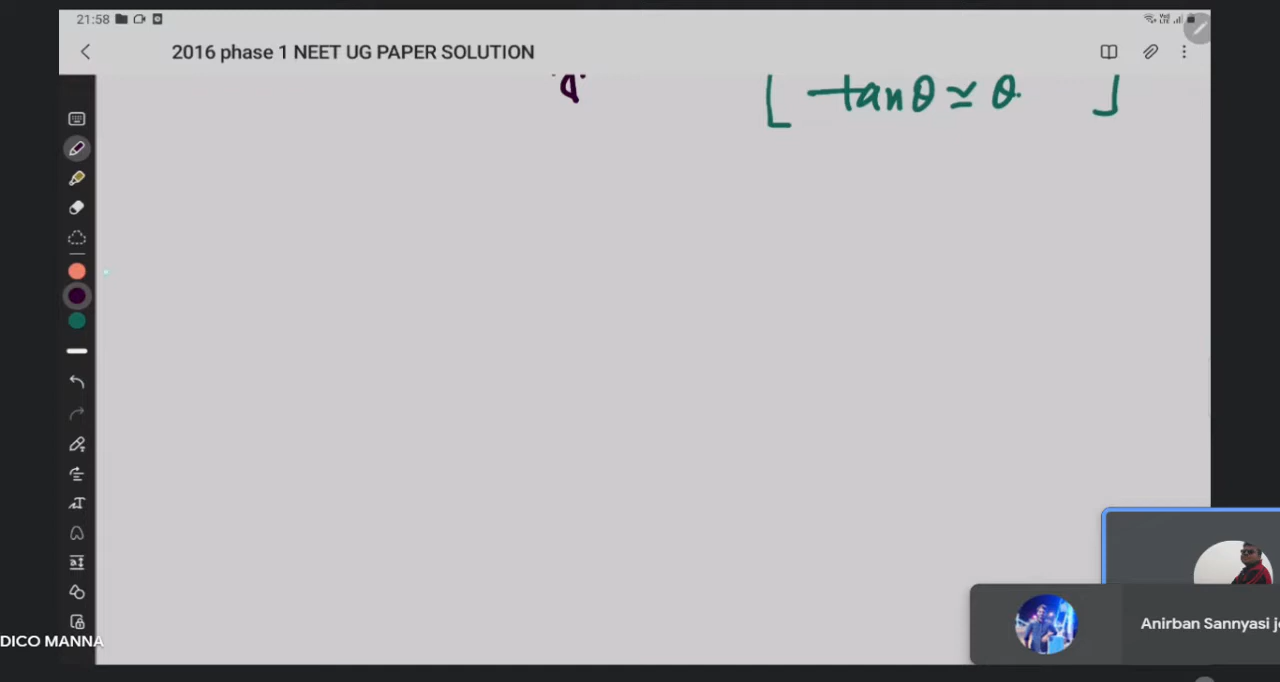 21:58
2016 phase 1 NEET UG PAPER SOLUTION
[ tanθ ≃ θ. ]
DICO MANNA
Anirban Sannyasi j